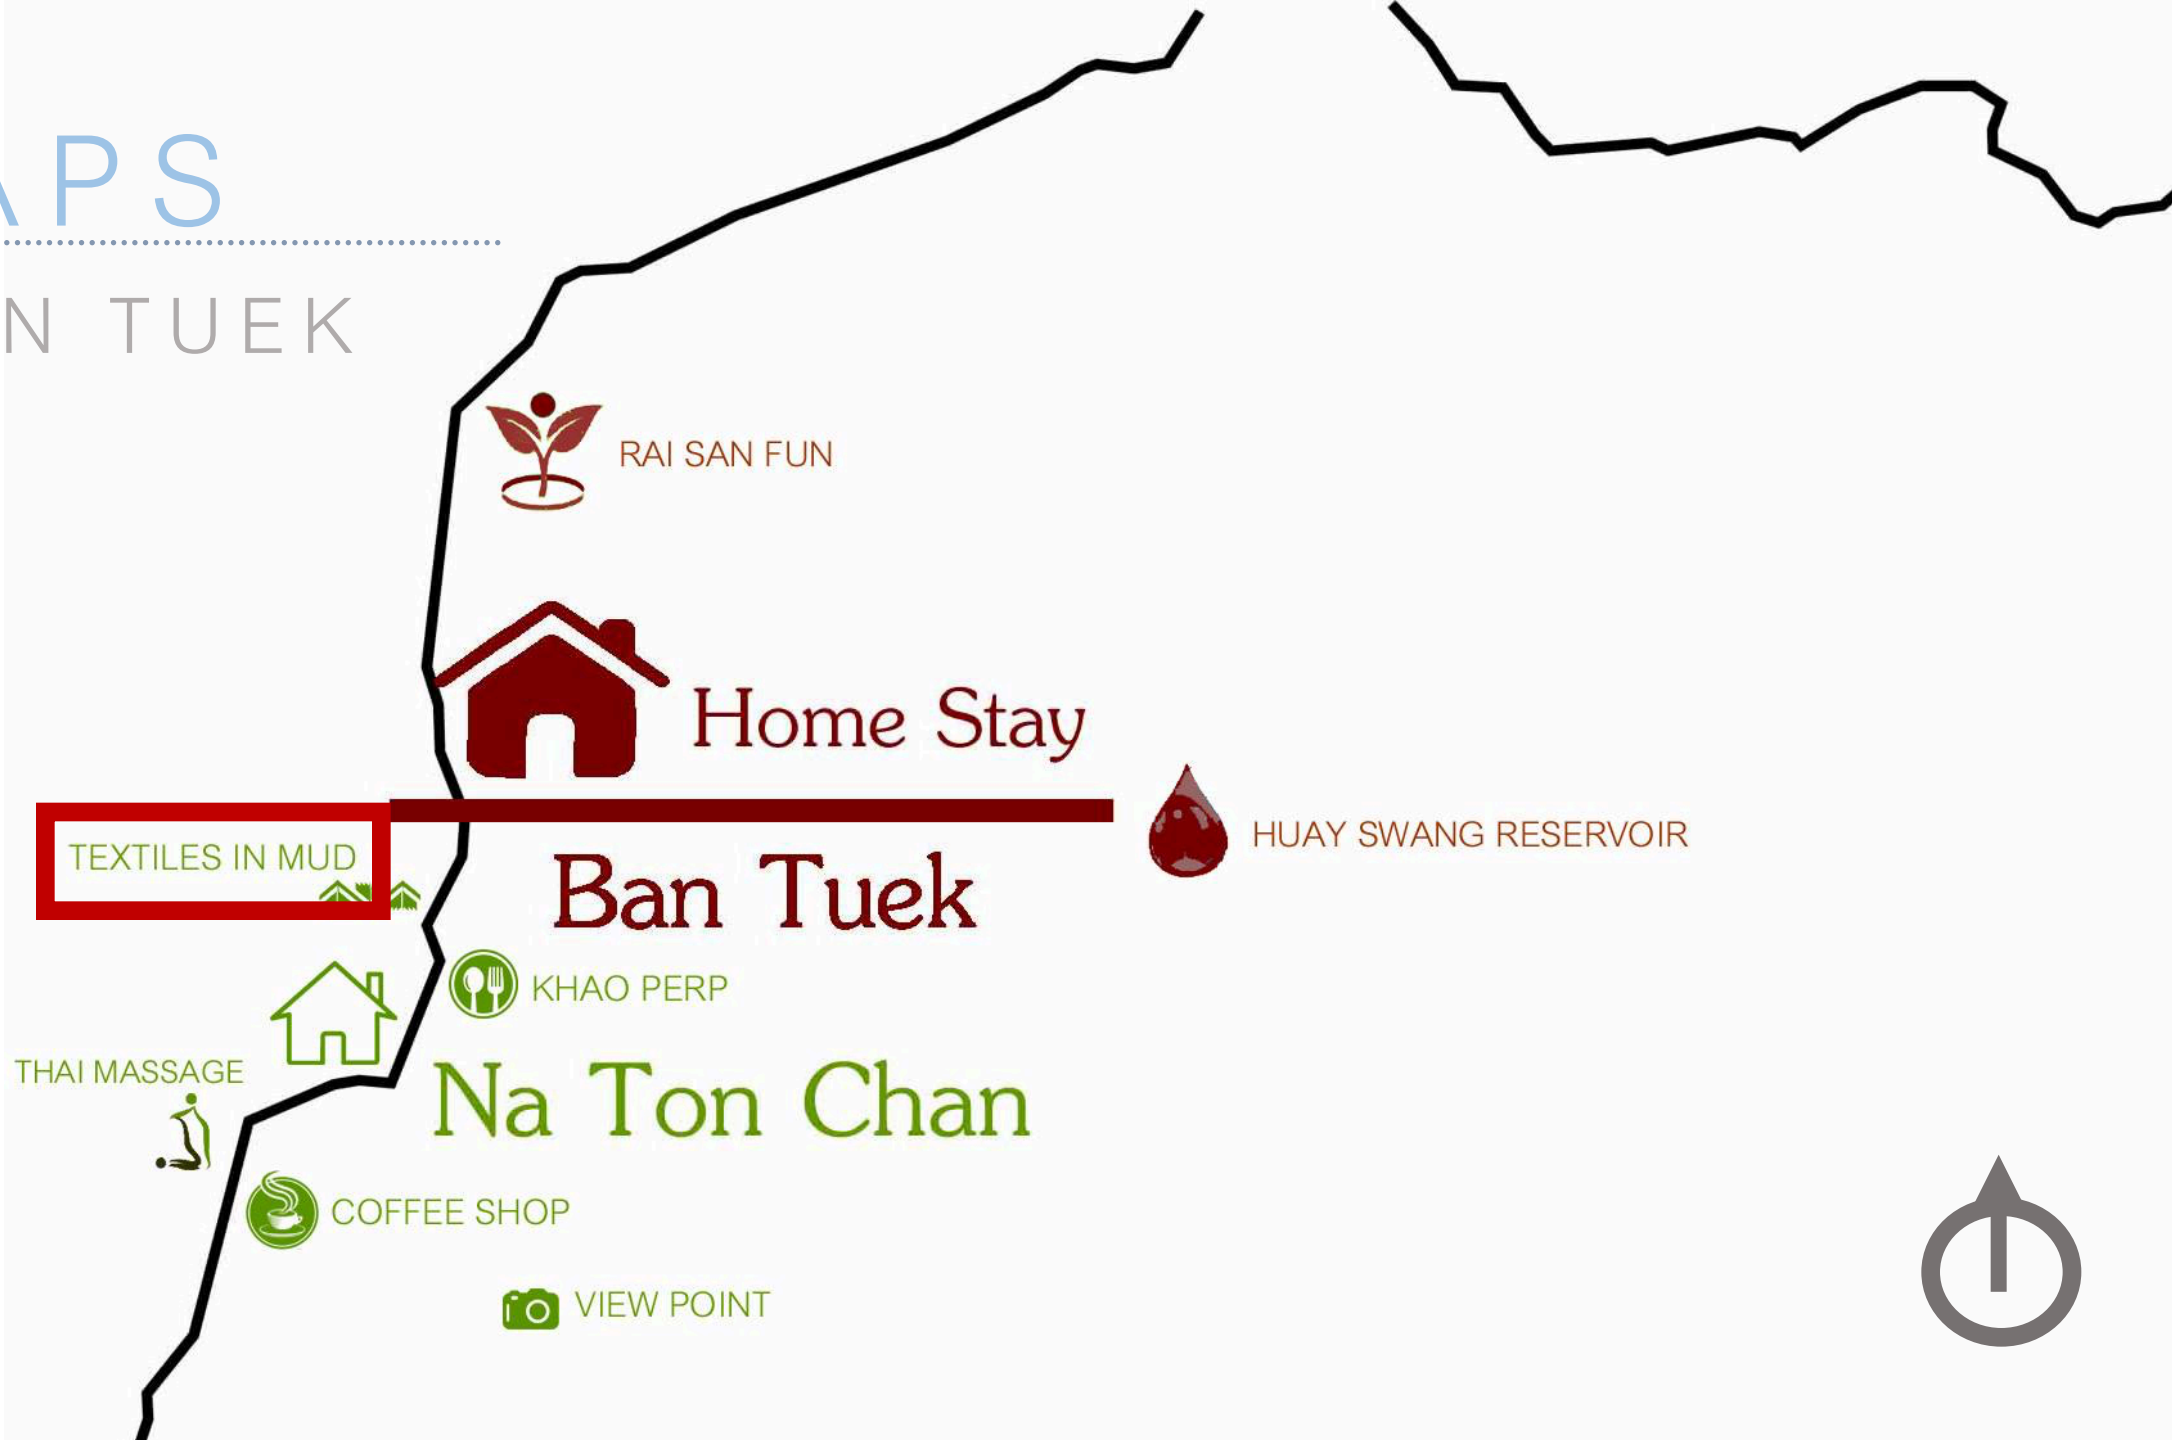 APS
N TUEK
RAI SAN FUN
Home Stay
HUAY SWANG RESERVOIR
TEXTILES IN MUD
Ban Tuek
KHAO PERP
THAI MASSAGE
Na Ton Chan
COFFEE SHOP
VIEW POINT